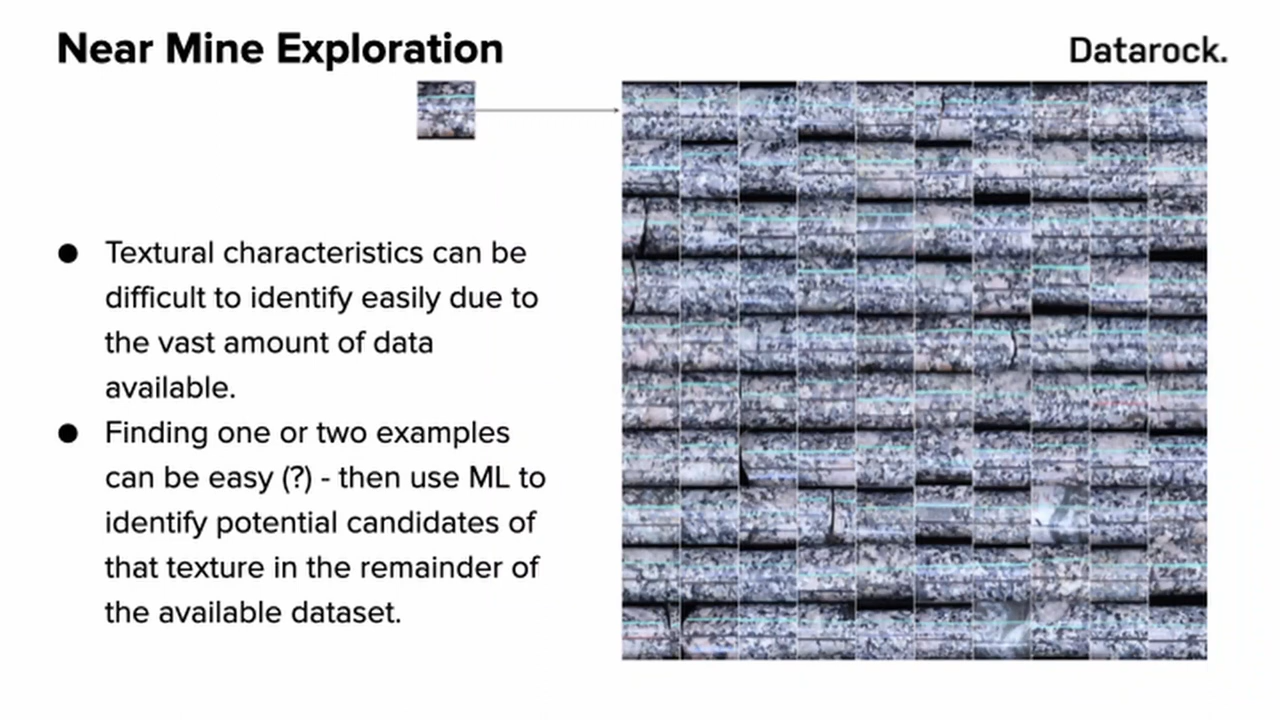 Near Mine Exploration
Datarock.
● Textural characteristics can be
difficult to identify easily due to
the vast amount of data
available.
● Finding one or two examples
can be easy (?) - then use ML to
identify potential candidates of
that texture in the remainder of
the available dataset.